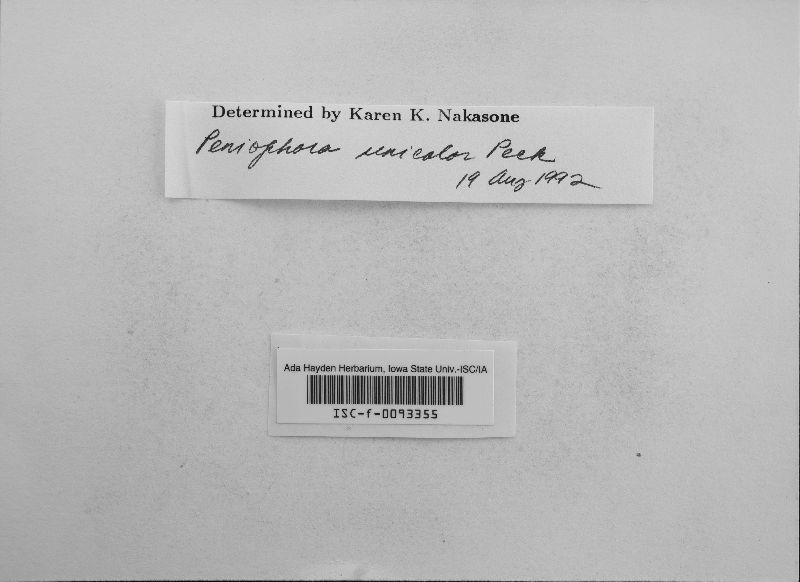 Determined by Karen K. Nakasone
Peniophora unicolor Peck
19 Aug 1992
Ada Hayden Herbarium, Iowa State Univ.-ISC/IA
ISC-f-0093355